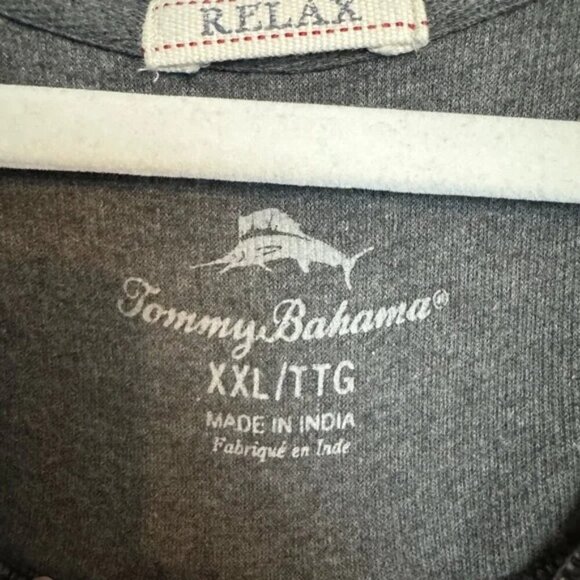 RELAX
Tommy Bahama®
XXL/TTG
MADE IN INDIA
Fabriqué en Inde